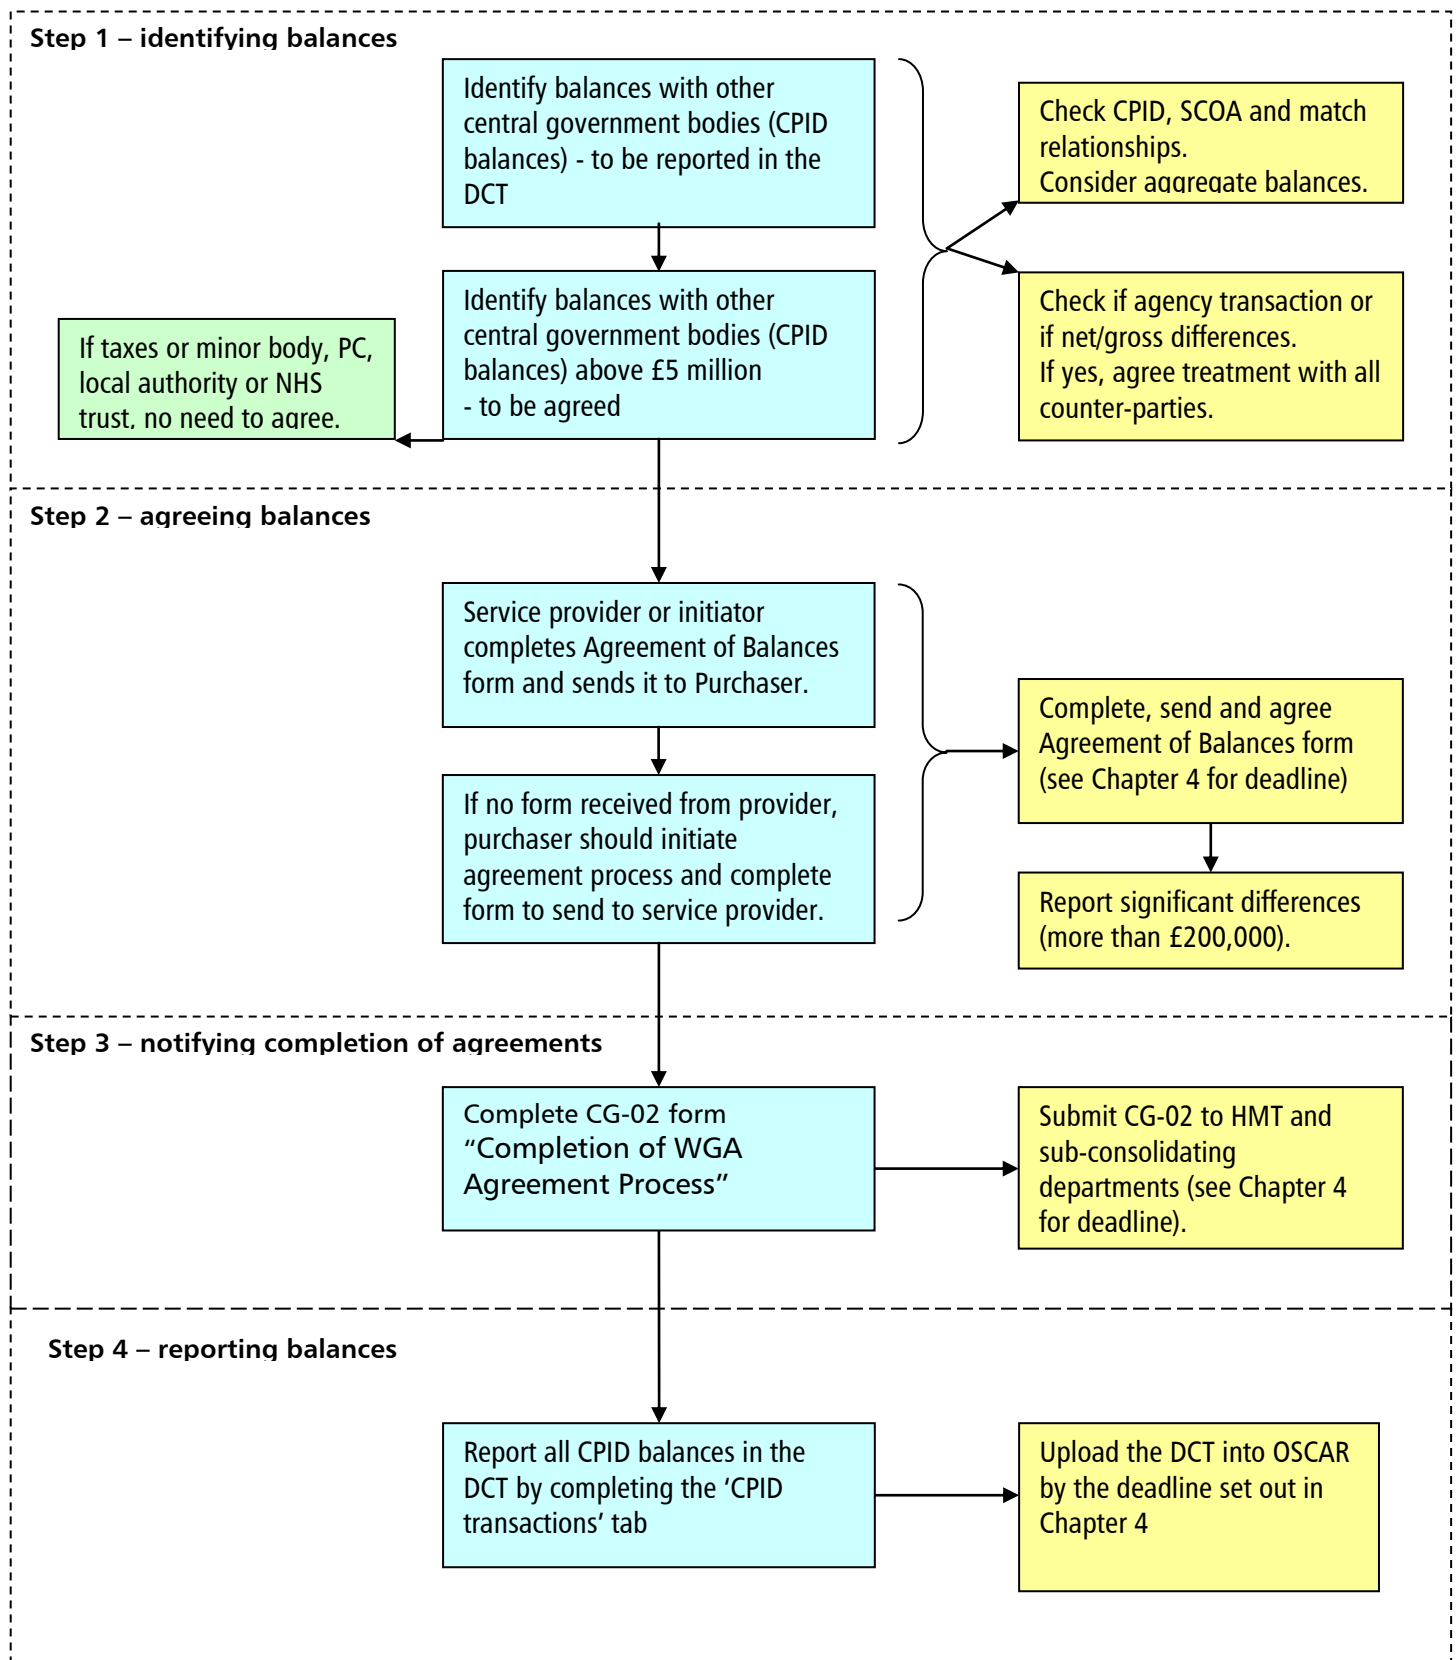 Step 1 – identifying balances
Identify balances with other
central government bodies (CPID
balances) - to be reported in the
DCT
Check CPID, SCOA and match
relationships.
Consider aggregate balances.
Identify balances with other
central government bodies (CPID
balances) above £5 million
- to be agreed
Check if agency transaction or
if net/gross differences.
If yes, agree treatment with all
counter-parties.
If taxes or minor body, PC,
local authority or NHS
trust, no need to agree.
Step 2 – agreeing balances
Service provider or initiator
completes Agreement of Balances
form and sends it to Purchaser.
Complete, send and agree
Agreement of Balances form
(see Chapter 4 for deadline)
If no form received from provider,
purchaser should initiate
agreement process and complete
form to send to service provider.
Report significant differences
(more than £200,000).
Step 3 – notifying completion of agreements
Complete CG-02 form
“Completion of WGA
Agreement Process”
Submit CG-02 to HMT and
sub-consolidating
departments (see Chapter 4
for deadline).
Step 4 – reporting balances
Report all CPID balances in the
DCT by completing the ‘CPID
transactions’ tab
Upload the DCT into OSCAR
by the deadline set out in
Chapter 4